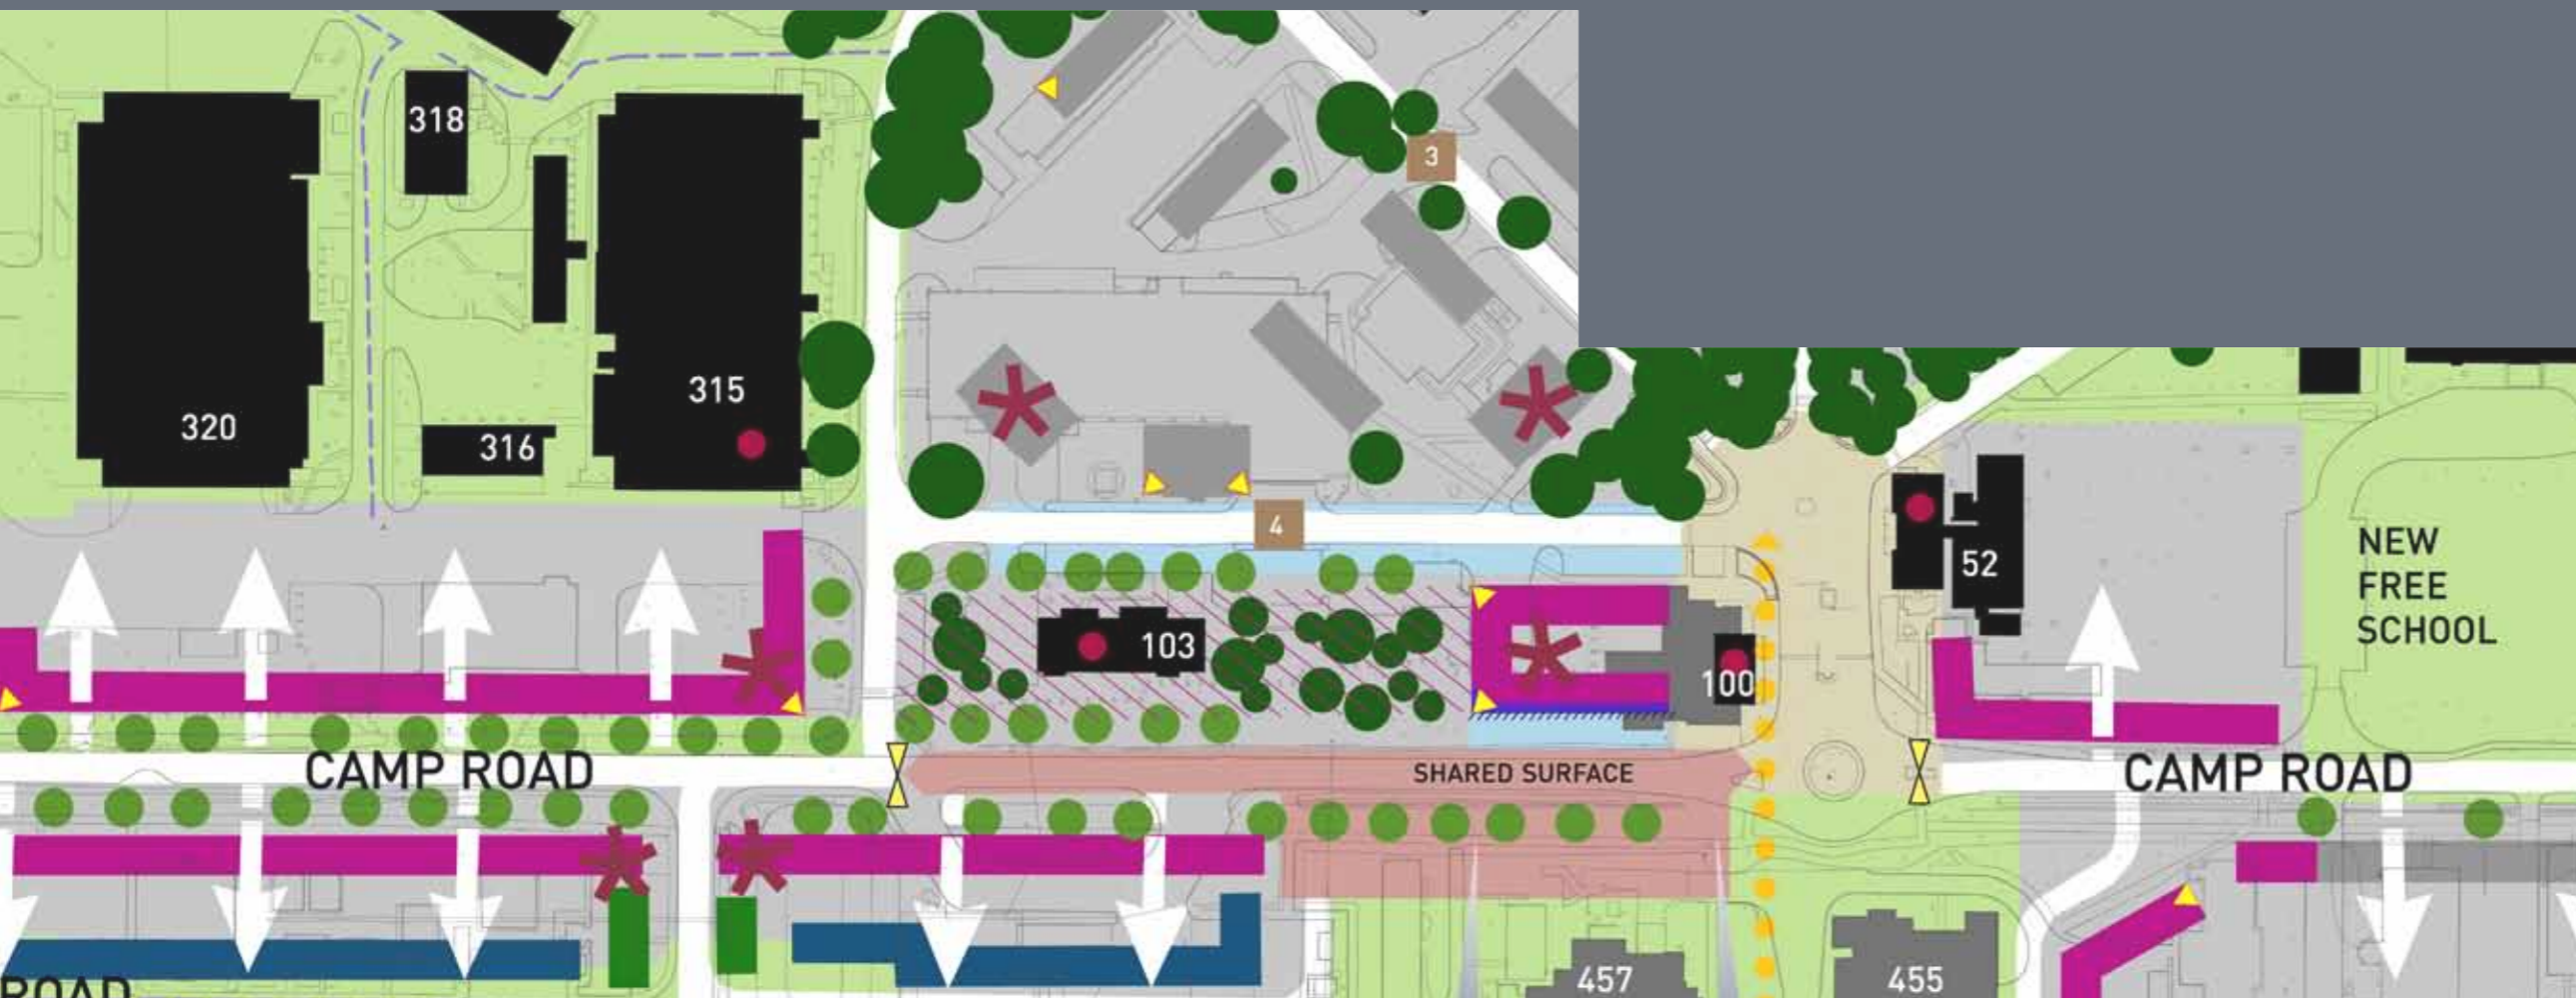 318
3
320
316
315
4
52
NEW
FREE
SCHOOL
103
100
CAMP ROAD
SHARED SURFACE
CAMP ROAD
457
455
ROAD